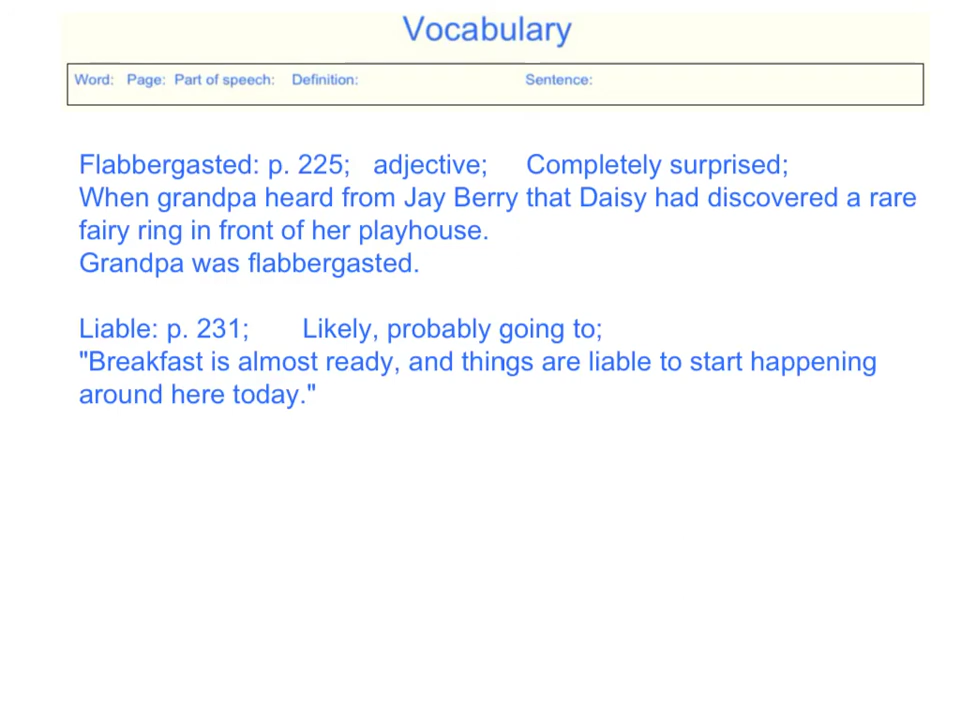 Vocabulary
Word: Page: Part of speech: Definition: Sentence:
Flabbergasted: p. 225; adjective; Completely surprised;
When grandpa heard from Jay Berry that Daisy had discovered a rare
fairy ring in front of her playhouse.
Grandpa was flabbergasted.
Liable: p. 231; Likely, probably going to;
"Breakfast is almost ready, and things are liable to start happening
around here today."